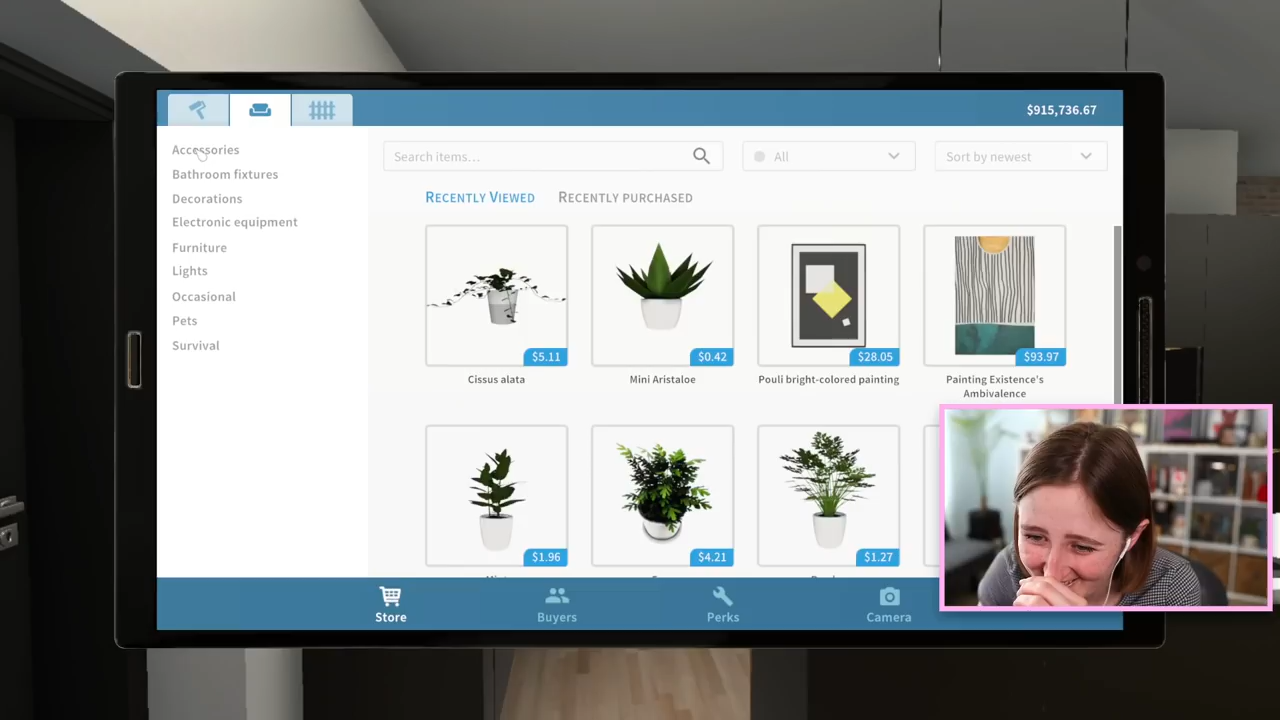 $915,736.67
Accessories
Bathroom fixtures
Decorations
Electronic equipment
Furniture
Lights
Occasional
Pets
Survival
Search items...
All
Sort by newest
RECENTLY VIEWED
RECENTLY PURCHASED
$5.11
$0.42
$28.05
$93.97
Cissus alata
Mini Aristaloe
Pouli bright-colored painting
Painting Existence's
Ambivalence
$1.96
$4.21
$1.27
Store
Buyers
Perks
Camera